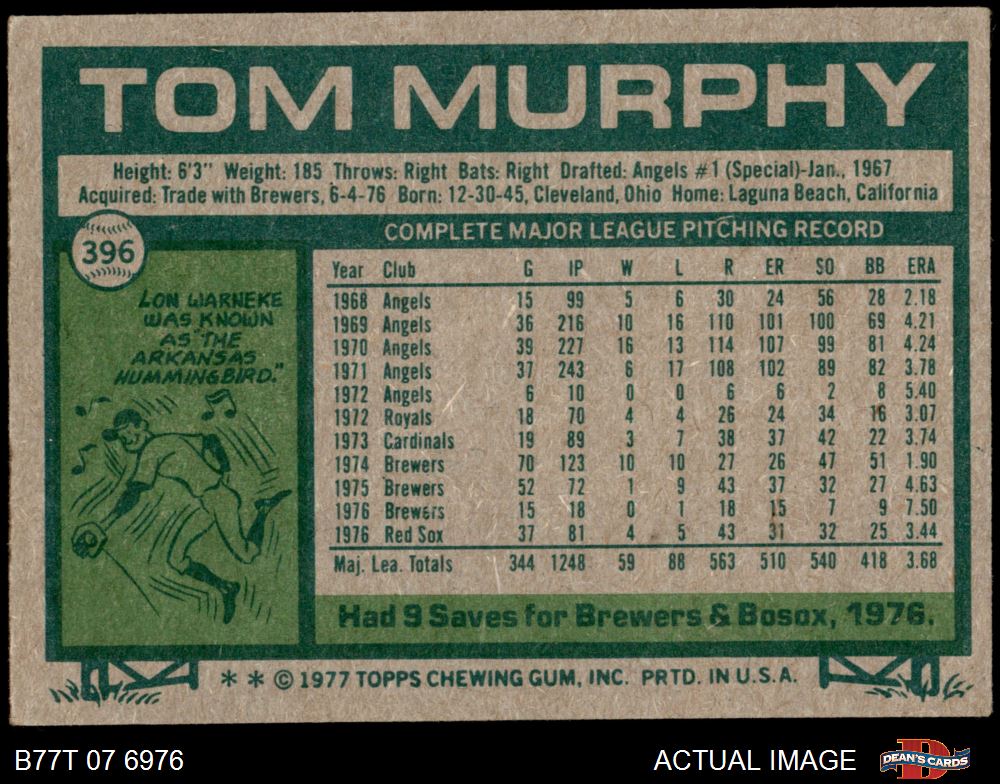 TOM MURPHY
Height: 6'3" Weight: 185 Throws: Right Bats: Right Drafted: Angels #1 (Special)-Jan., 1967
Acquired: Trade with Brewers, 6-4-76 Born: 12-30-45, Cleveland, Ohio Home: Laguna Beach, California
396
COMPLETE MAJOR LEAGUE PITCHING RECORD
LON WARNEKE
WAS KNOWN
AS "THE
ARKANSAS
HUMMINGBIRD."
Year Club G IP W L R ER SO BB ERA
1968 Angels 15 99 5 6 30 24 56 28 2.18
1969 Angels 36 216 10 16 110 101 100 69 4.21
1970 Angels 39 227 16 13 114 107 99 81 4.24
1971 Angels 37 243 6 17 108 102 89 82 3.78
1972 Angels 6 10 0 0 6 6 2 8 5.40
1972 Royals 18 70 4 4 26 24 34 16 3.07
1973 Cardinals 19 89 3 7 38 37 42 22 3.74
1974 Brewers 70 123 10 10 27 26 47 51 1.90
1975 Brewers 52 72 1 9 43 37 32 27 4.63
1976 Brewers 15 18 0 1 18 15 7 9 7.50
1976 Red Sox 37 81 4 5 43 31 32 25 3.44
Maj. Lea. Totals 344 1248 59 88 563 510 540 418 3.68
Had 9 Saves for Brewers & Bosox, 1976.
* * © 1977 TOPPS CHEWING GUM, INC. PRTD. IN U.S.A.
B77T 07 6976
ACTUAL IMAGE
DEAN'S CARDS